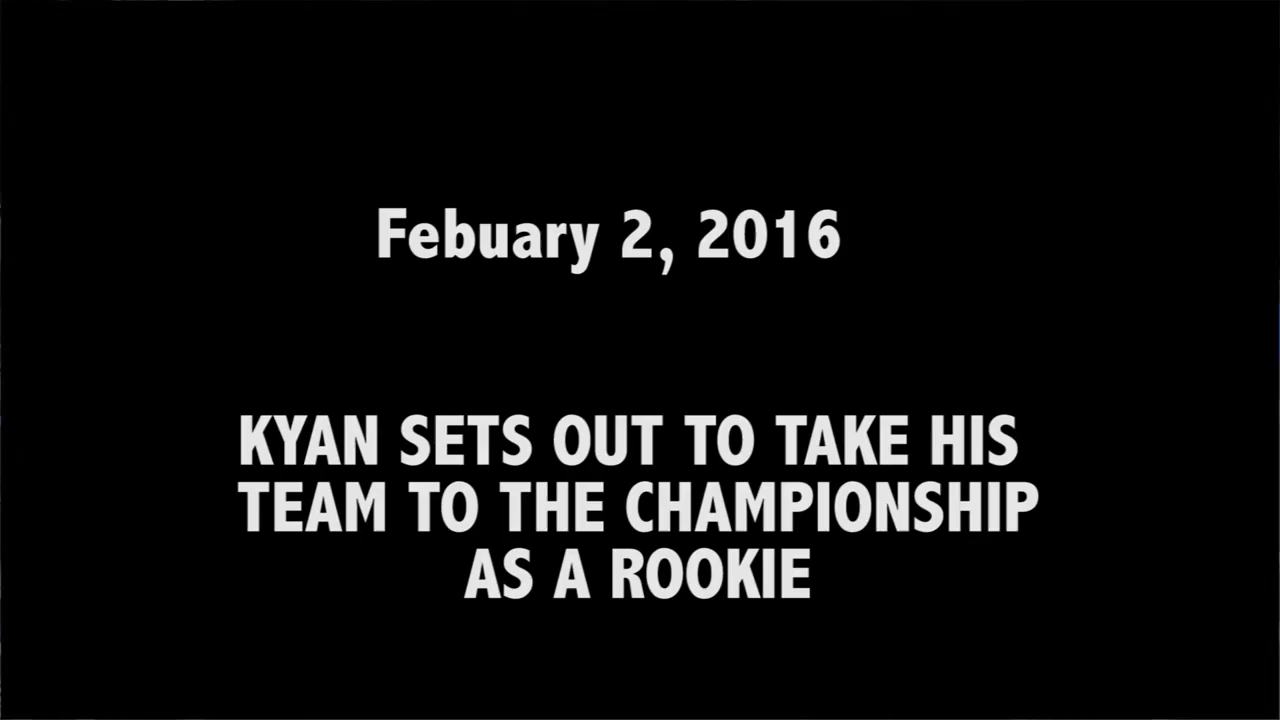 Febuary 2, 2016
KYAN SETS OUT TO TAKE HIS
TEAM TO THE CHAMPIONSHIP
AS A ROOKIE